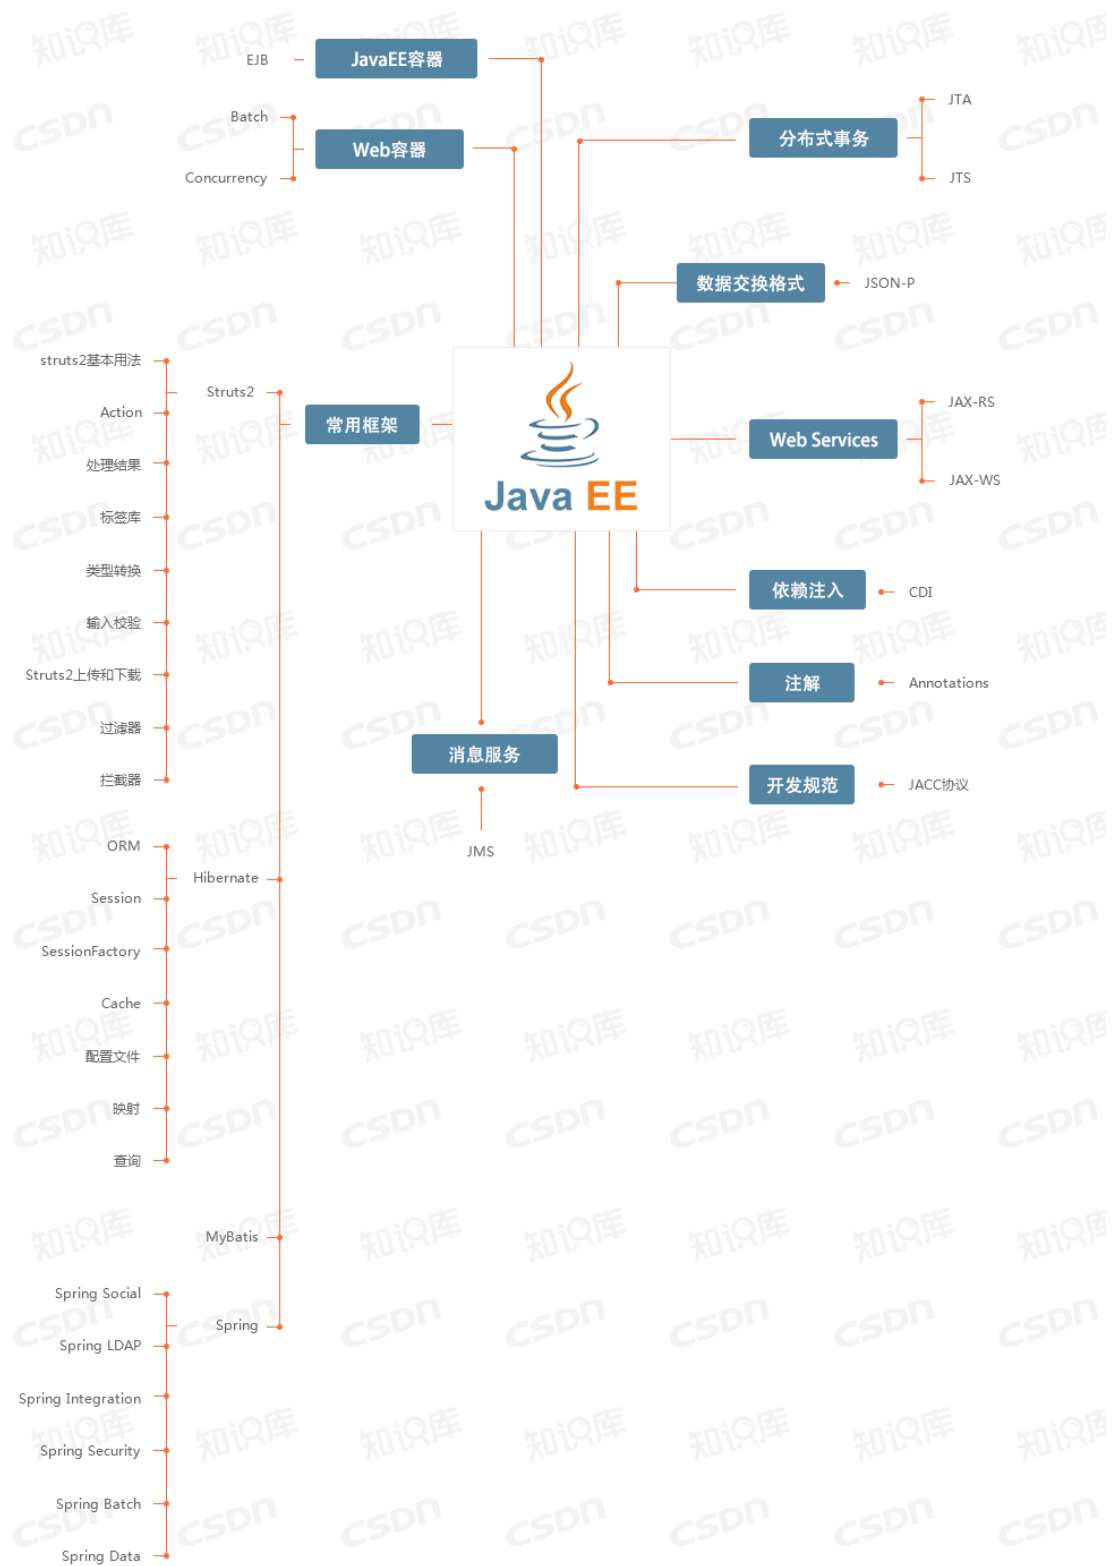 EJB
JavaEE容器
Batch
Web容器
Concurrency
JTA
分布式事务
JTS
数据交换格式
JSON-P
struts2基本用法
Struts2
Action
处理结果
标签库
类型转换
输入校验
Struts2上传和下载
过滤器
拦截器
常用框架
Java EE
JAX-RS
Web Services
JAX-WS
依赖注入
CDI
注解
Annotations
开发规范
JACC协议
消息服务
JMS
ORM
Hibernate
Session
SessionFactory
Cache
配置文件
映射
查询
MyBatis
Spring Social
Spring
Spring LDAP
Spring Integration
Spring Security
Spring Batch
Spring Data
知识库
CSDN